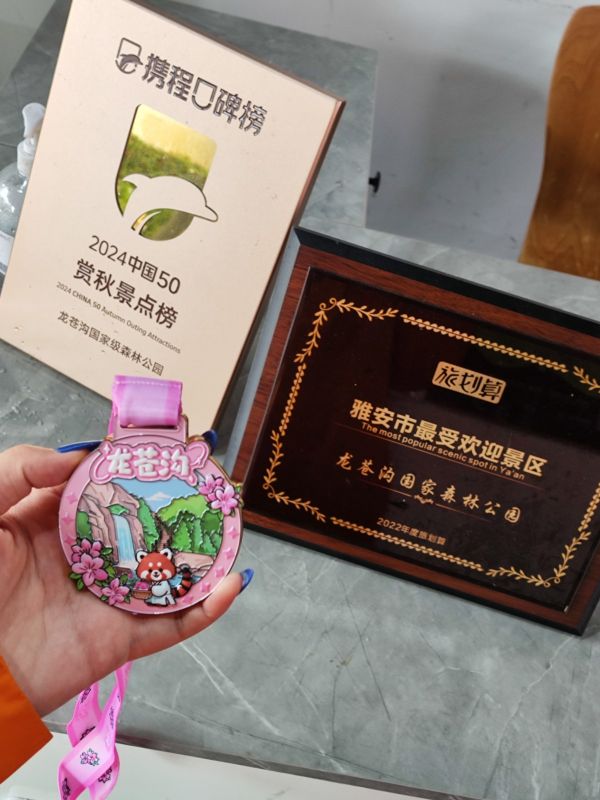 携程口碑榜
2024中国50
赏秋景点榜
2024 CHINA 50 Autumn Outing Attractions
龙苍沟国家级森林公园
旅划算
雅安市最受欢迎景区
The most popular scenic spot in Ya'an
龙苍沟国家森林公园
2022年度旅划算
龙苍沟